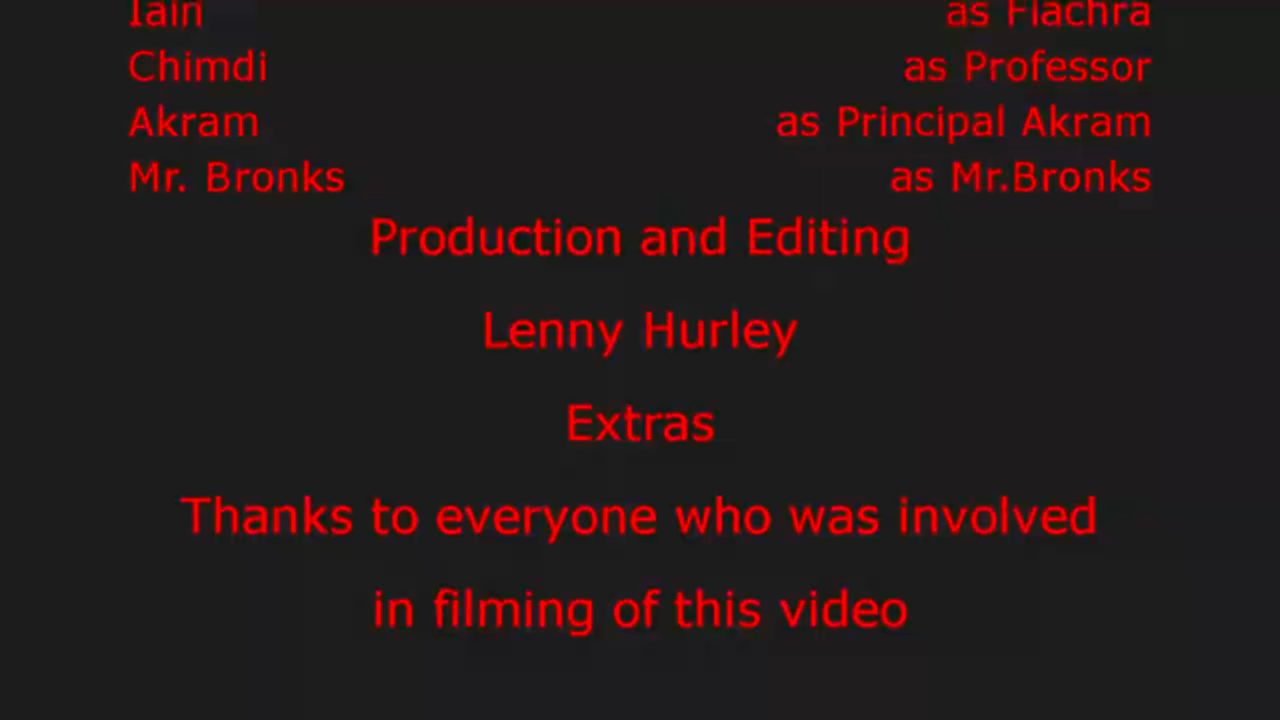 Iain as Fiachra
Chimdi as Professor
Akram as Principal Akram
Mr. Bronks as Mr.Bronks
Production and Editing
Lenny Hurley
Extras
Thanks to everyone who was involved
in filming of this video